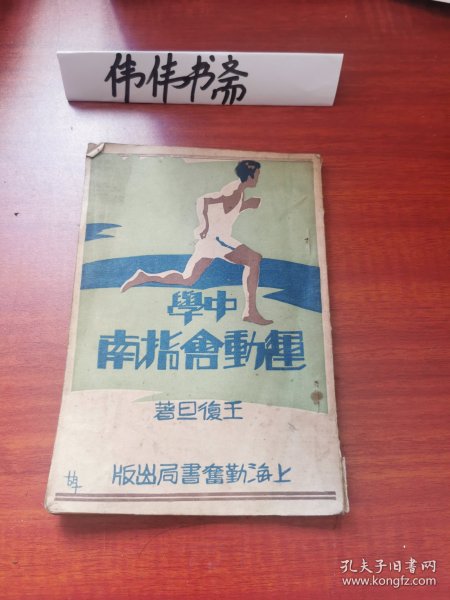 伟伟书斋
中學
運動會指南
王復旦著
上海勤奮書局出版
孔夫子旧书网
www.kongfz.com